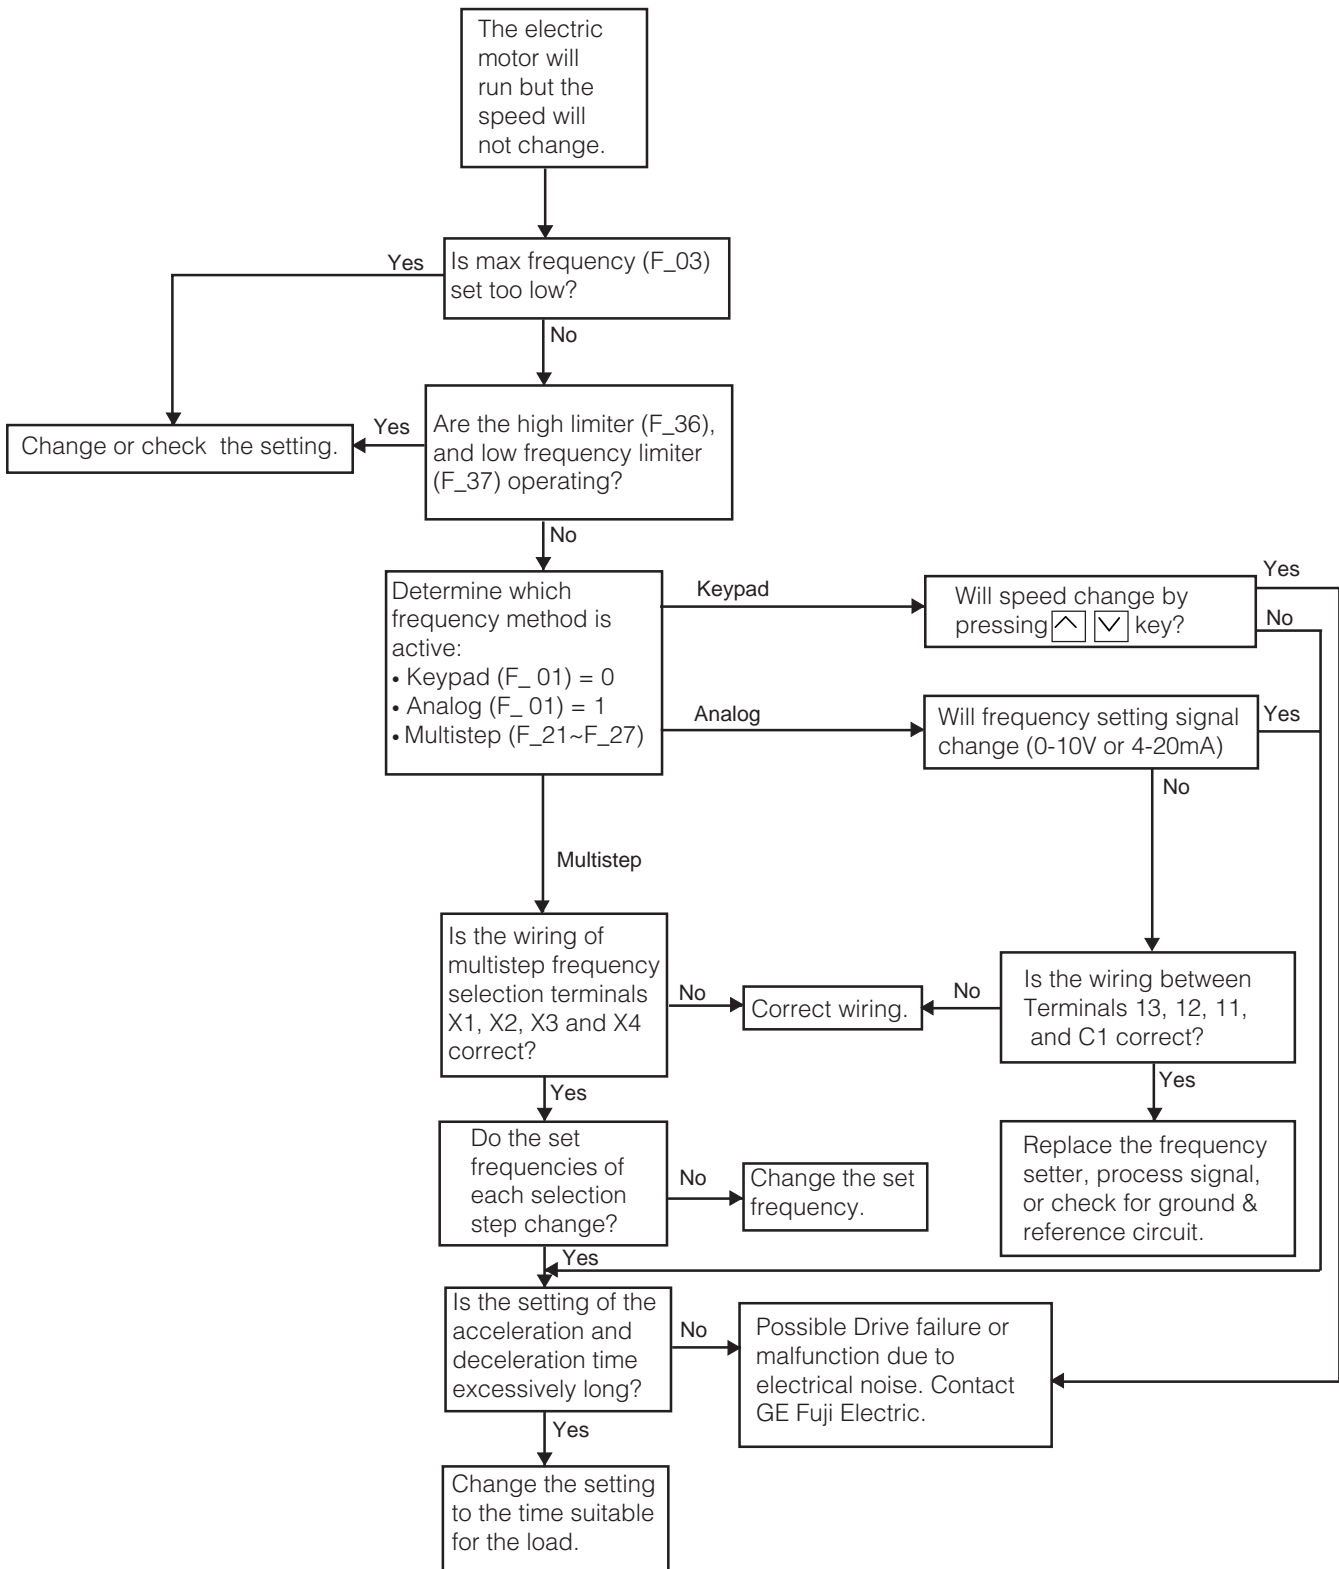 The electric
motor will
run but the
speed will
not change.
Yes
Is max frequency (F_03)
set too low?
No
Change or check the setting.
Yes
Are the high limiter (F_36),
and low frequency limiter
(F_37) operating?
No
Determine which
frequency method is
active:
• Keypad (F_ 01) = 0
• Analog (F_ 01) = 1
• Multistep (F_21~F_27)
Keypad
Will speed change by
pressing key?
Yes
No
Analog
Will frequency setting signal
change (0-10V or 4-20mA)
Yes
No
Multistep
Is the wiring of
multistep frequency
selection terminals
X1, X2, X3 and X4
correct?
No
Correct wiring.
No
Is the wiring between
Terminals 13, 12, 11,
and C1 correct?
Yes
Yes
Do the set
frequencies of
each selection
step change?
No
Change the set
frequency.
Replace the frequency
setter, process signal,
or check for ground &
reference circuit.
Yes
Is the setting of the
acceleration and
deceleration time
excessively long?
No
Possible Drive failure or
malfunction due to
electrical noise. Contact
GE Fuji Electric.
Yes
Change the setting
to the time suitable
for the load.